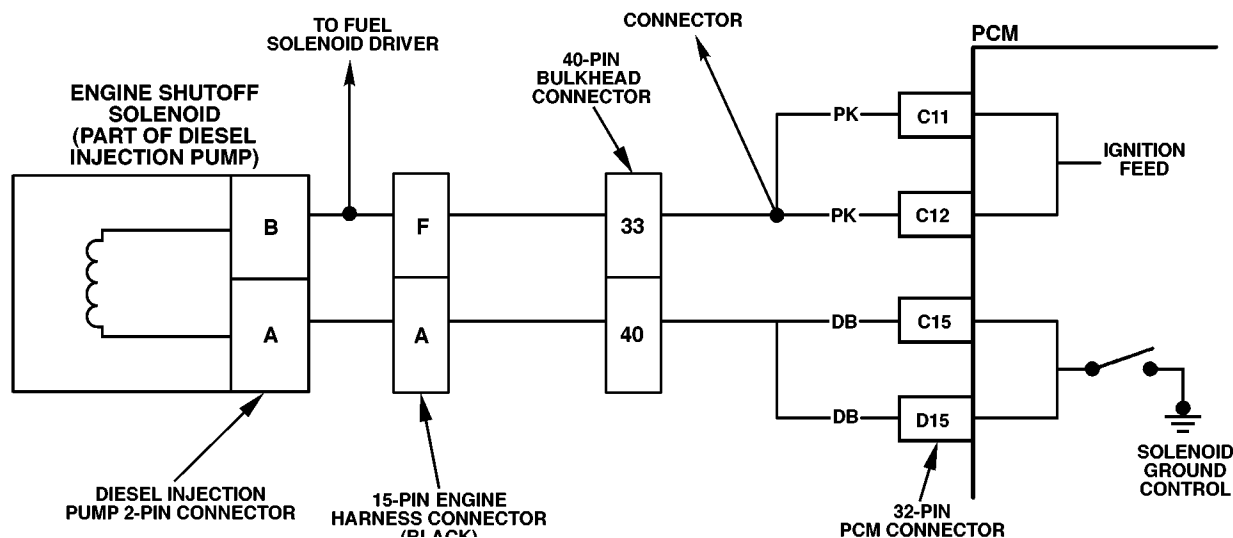 TO FUEL
SOLENOID DRIVER
CONNECTOR
PCM
40-PIN
BULKHEAD
CONNECTOR
ENGINE SHUTOFF
SOLENOID
(PART OF DIESEL
INJECTION PUMP)
PK
C11
IGNITION
FEED
B
F
33
PK
C12
A
A
40
DB
C15
DB
D15
SOLENOID
GROUND
CONTROL
DIESEL INJECTION
PUMP 2-PIN CONNECTOR
15-PIN ENGINE
HARNESS CONNECTOR
(BLACK)
32-PIN
PCM CONNECTOR